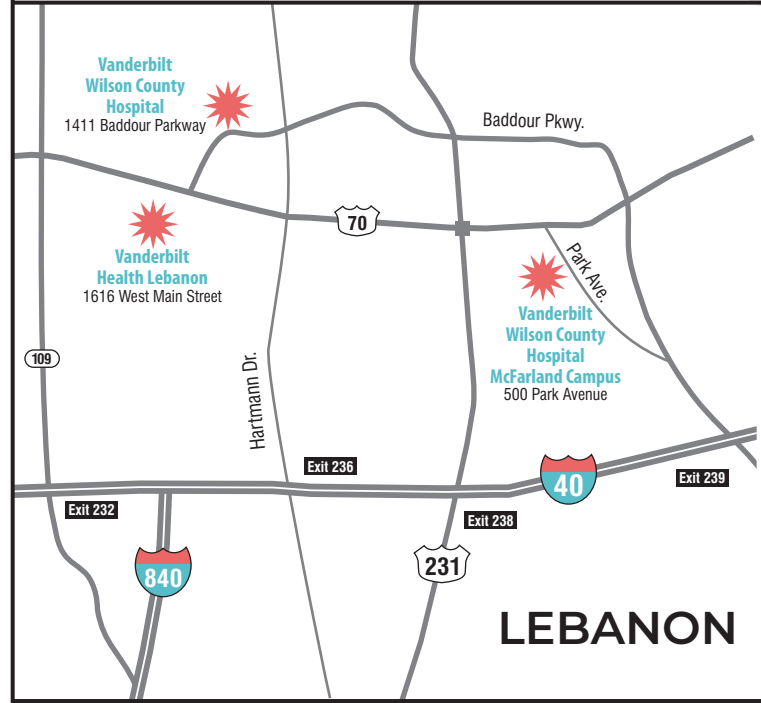 Vanderbilt
Wilson County
Hospital
1411 Baddour Parkway
Baddour Pkwy.
70
Vanderbilt
Health Lebanon
1616 West Main Street
Park Ave.
Vanderbilt
Wilson County
Hospital
McFarland Campus
500 Park Avenue
109
Hartmann Dr.
Exit 236
40
Exit 239
Exit 232
Exit 238
840
231
LEBANON